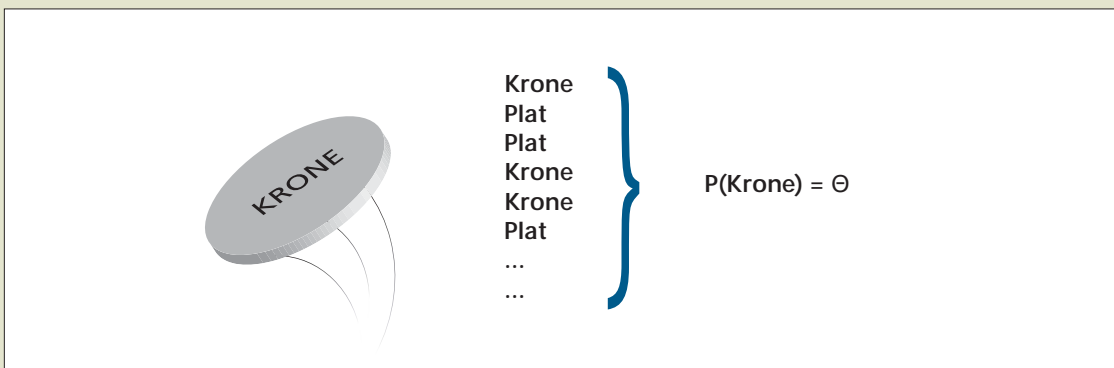 KRONE
Krone
Plat
Plat
Krone
Krone
Plat
...
...
P(Krone) = Θ